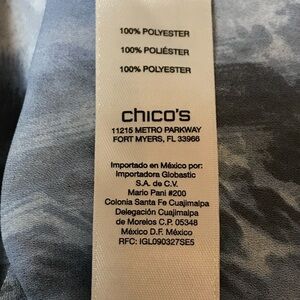 100% POLYESTER
100% POLIÉSTER
100% POLYESTER
chico's
11215 METRO PARKWAY
FORT MYERS, FL 33966
Importado en México por:
Importadora Globastic
S.A. de C.V.
Mario Pani #200
Colonia Santa Fe Cuajimalpa
Delegación Cuajimalpa
de Morelos C.P. 05348
México D.F. México
RFC: IGL090327SE5